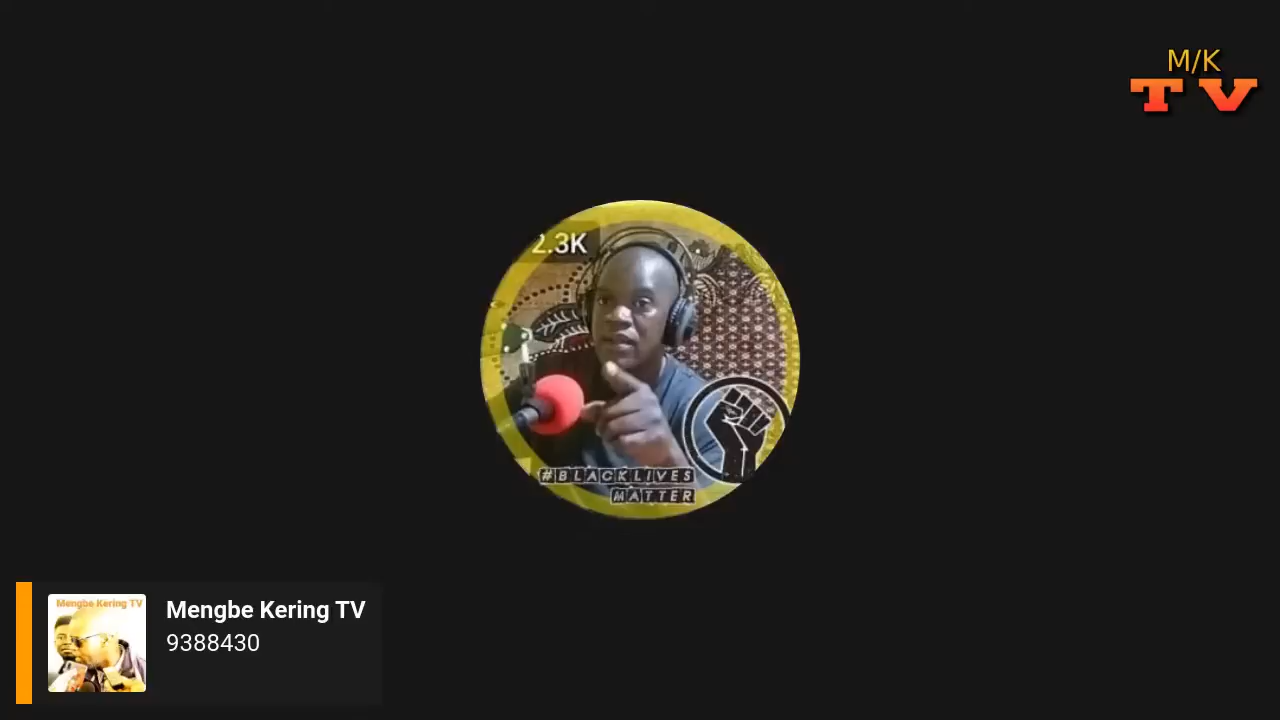 M/K
TV
2.3K
#BLACKLIVES
MATTER
Mengbe Kering TV
Mengbe Kering TV
9388430